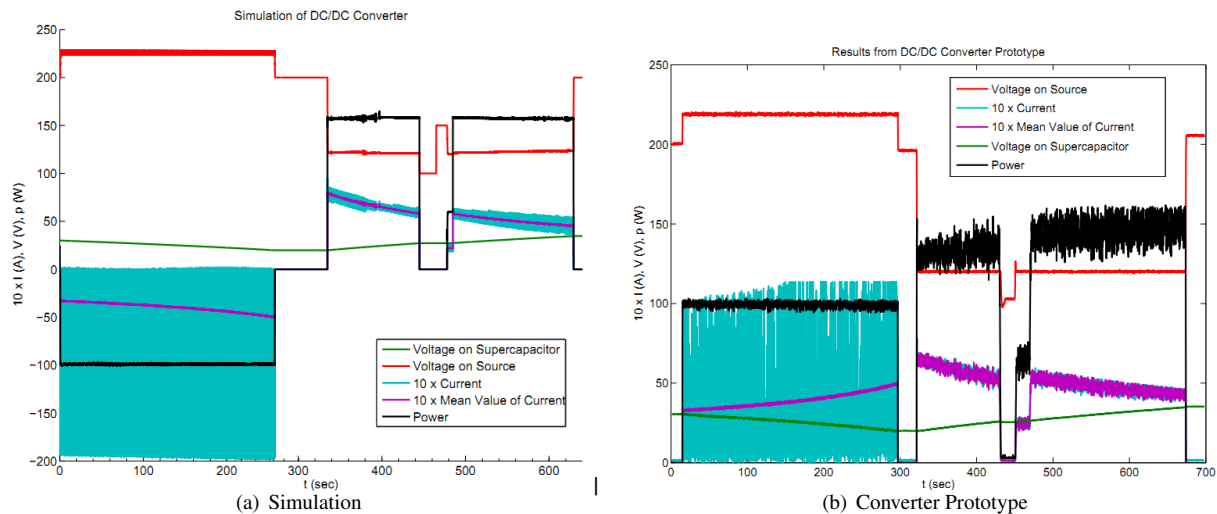 Simulation of DC/DC Converter
250
200
150
100
50
0
−50
−100
−150
−200
10 x I (A), V (V), p (W)
0 100 200 300 400 500 600
t (sec)
Voltage on Supercapacitor
Voltage on Source
10 x Current
10 x Mean Value of Current
Power
(a) Simulation
Results from DC/DC Converter Prototype
250
200
150
100
50
0
10 x I (A), V (V), p (W)
0 100 200 300 400 500 600 700
t (sec)
Voltage on Source
10 x Current
10 x Mean Value of Current
Voltage on Supercapacitor
Power
(b) Converter Prototype